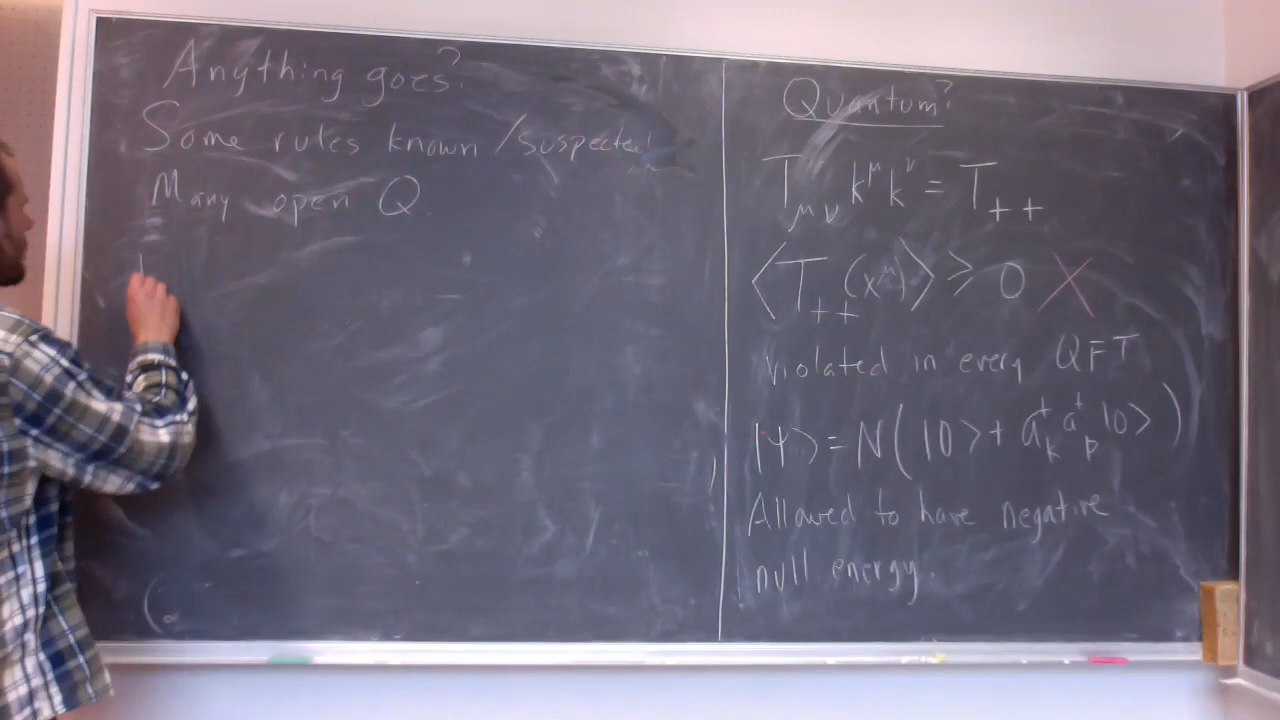 Anything goes?
Some rules known / suspected
Many open Q
Quantum?
T_{μν} k^μ k^ν = T_{++}
⟨T_{++}(x^μ)⟩ ≥ 0 X
violated in every QFT
|ψ⟩ = N(|0⟩ + a_k^† a_p^† |0⟩)
Allowed to have negative
null energy.